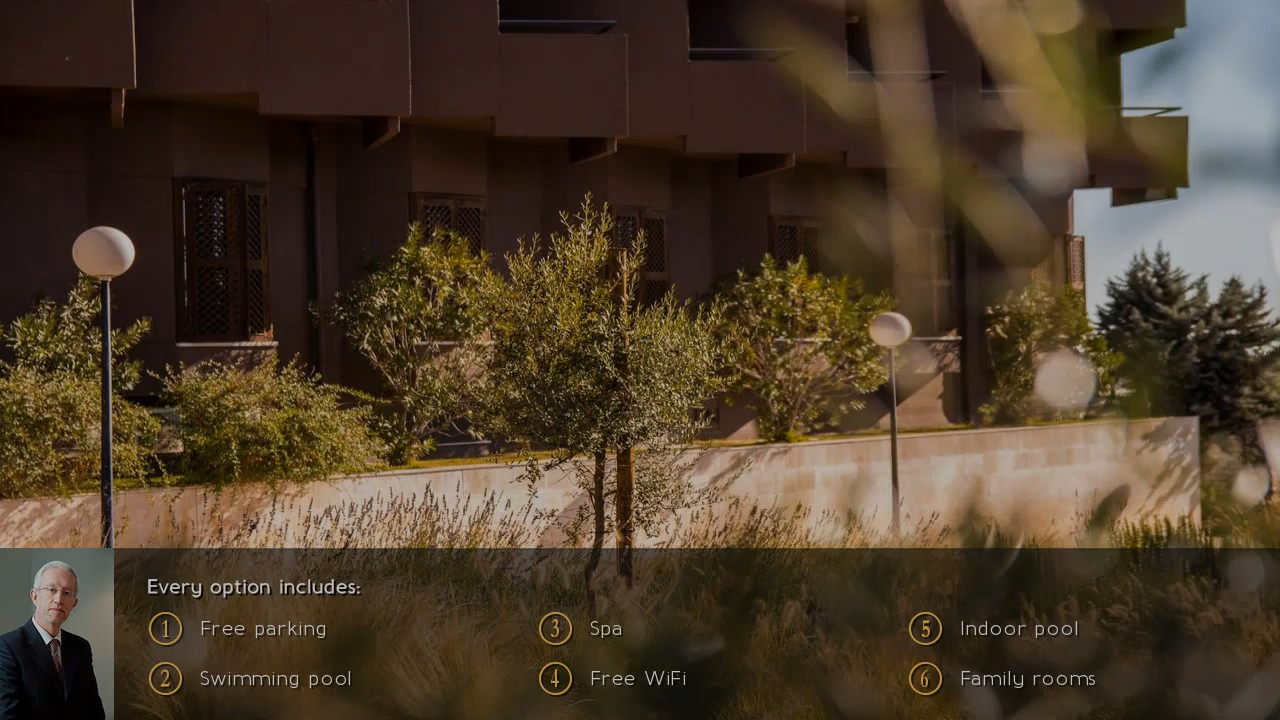 Every option includes:
1 Free parking
2 Swimming pool
3 Spa
4 Free WiFi
5 Indoor pool
6 Family rooms